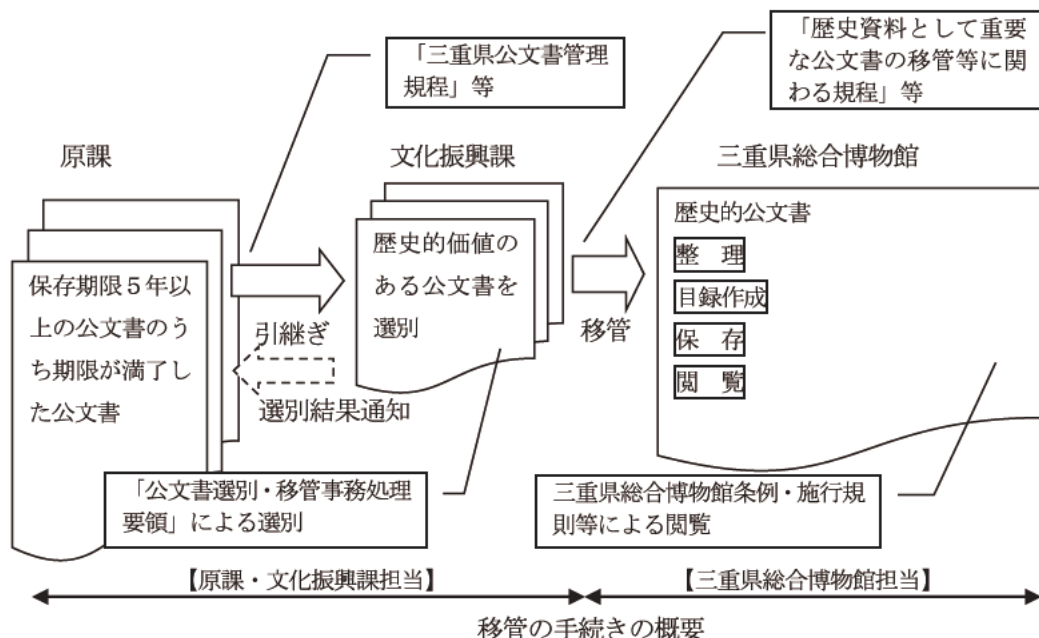 「三重県公文書管理
規程」等
「歴史資料として重要
な公文書の移管等に関
わる規程」等
原課
文化振興課
三重県総合博物館
保存期限５年以
上の公文書のう
ち期限が満了し
た公文書
引継ぎ
選別結果通知
歴史的価値の
ある公文書を
選別
移管
歴史的公文書
整　理
目録作成
保　存
閲　覧
「公文書選別・移管事務処理
要領」による選別
三重県総合博物館条例・施行規
則等による閲覧
【原課・文化振興課担当】
【三重県総合博物館担当】
移管の手続きの概要